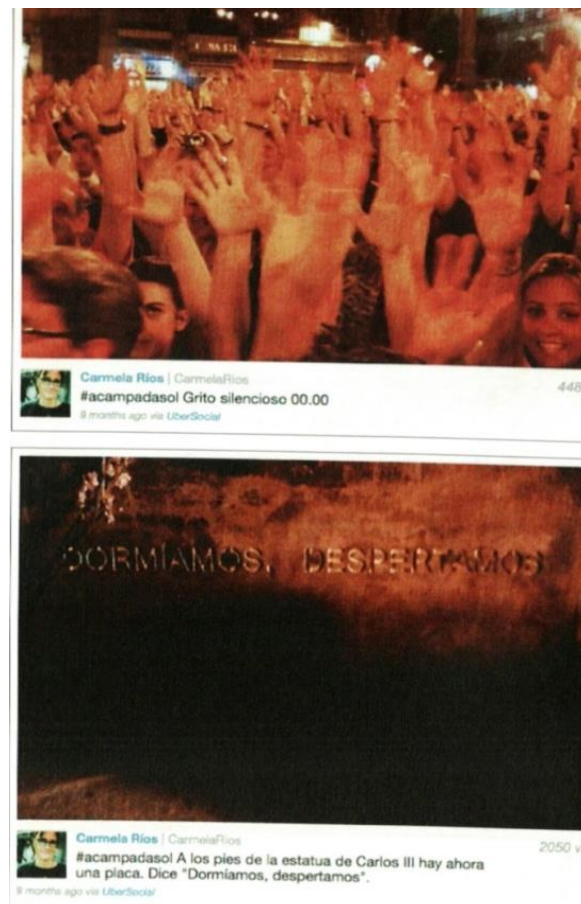 Carmela Ríos | CarmelaRios
#acampadasol Grito silencioso 00.00
9 months ago via UberSocial
448
DORMÍAMOS, DESPERTAMOS
Carmela Ríos | CarmelaRios
#acampadasol A los pies de la estatua de Carlos III hay ahora
una placa. Dice "Dormíamos, despertamos".
9 months ago via UberSocial
2050 v